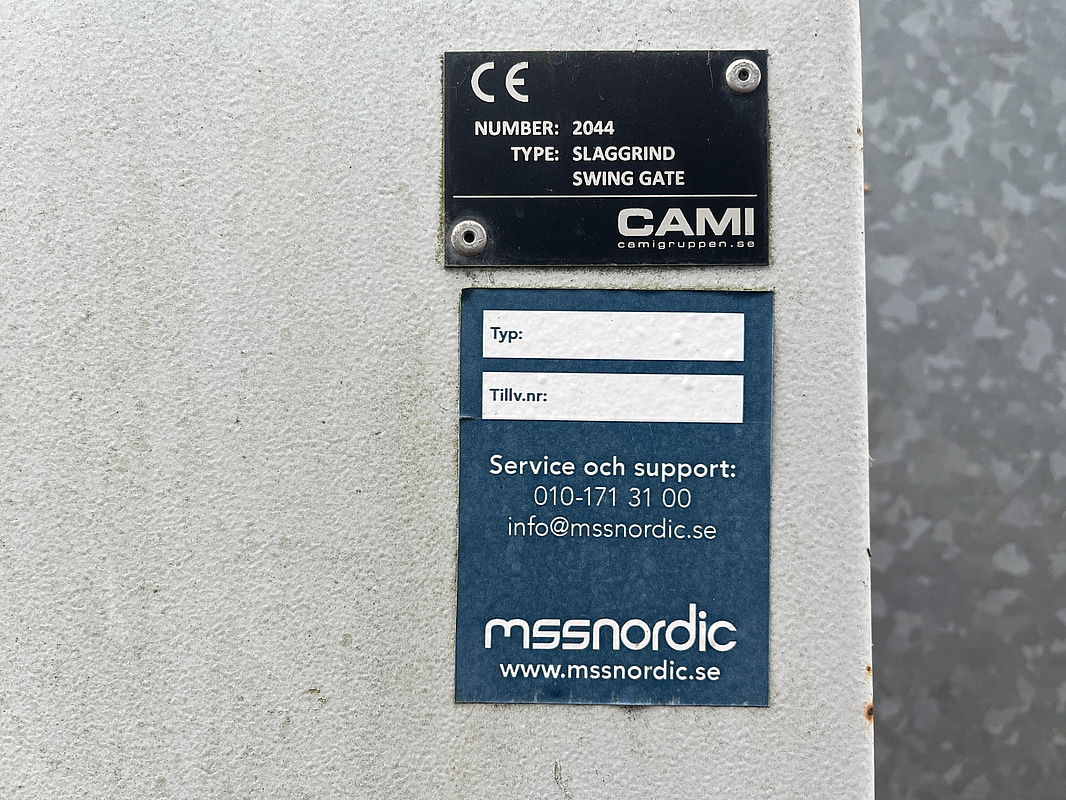 CE
NUMBER: 2044
TYPE: SLAGGRIND
SWING GATE
CAMI
camigruppen.se
Typ:
Tillv.nr:
Service och support:
010-171 31 00
info@mssnordic.se
mssnordic
www.mssnordic.se